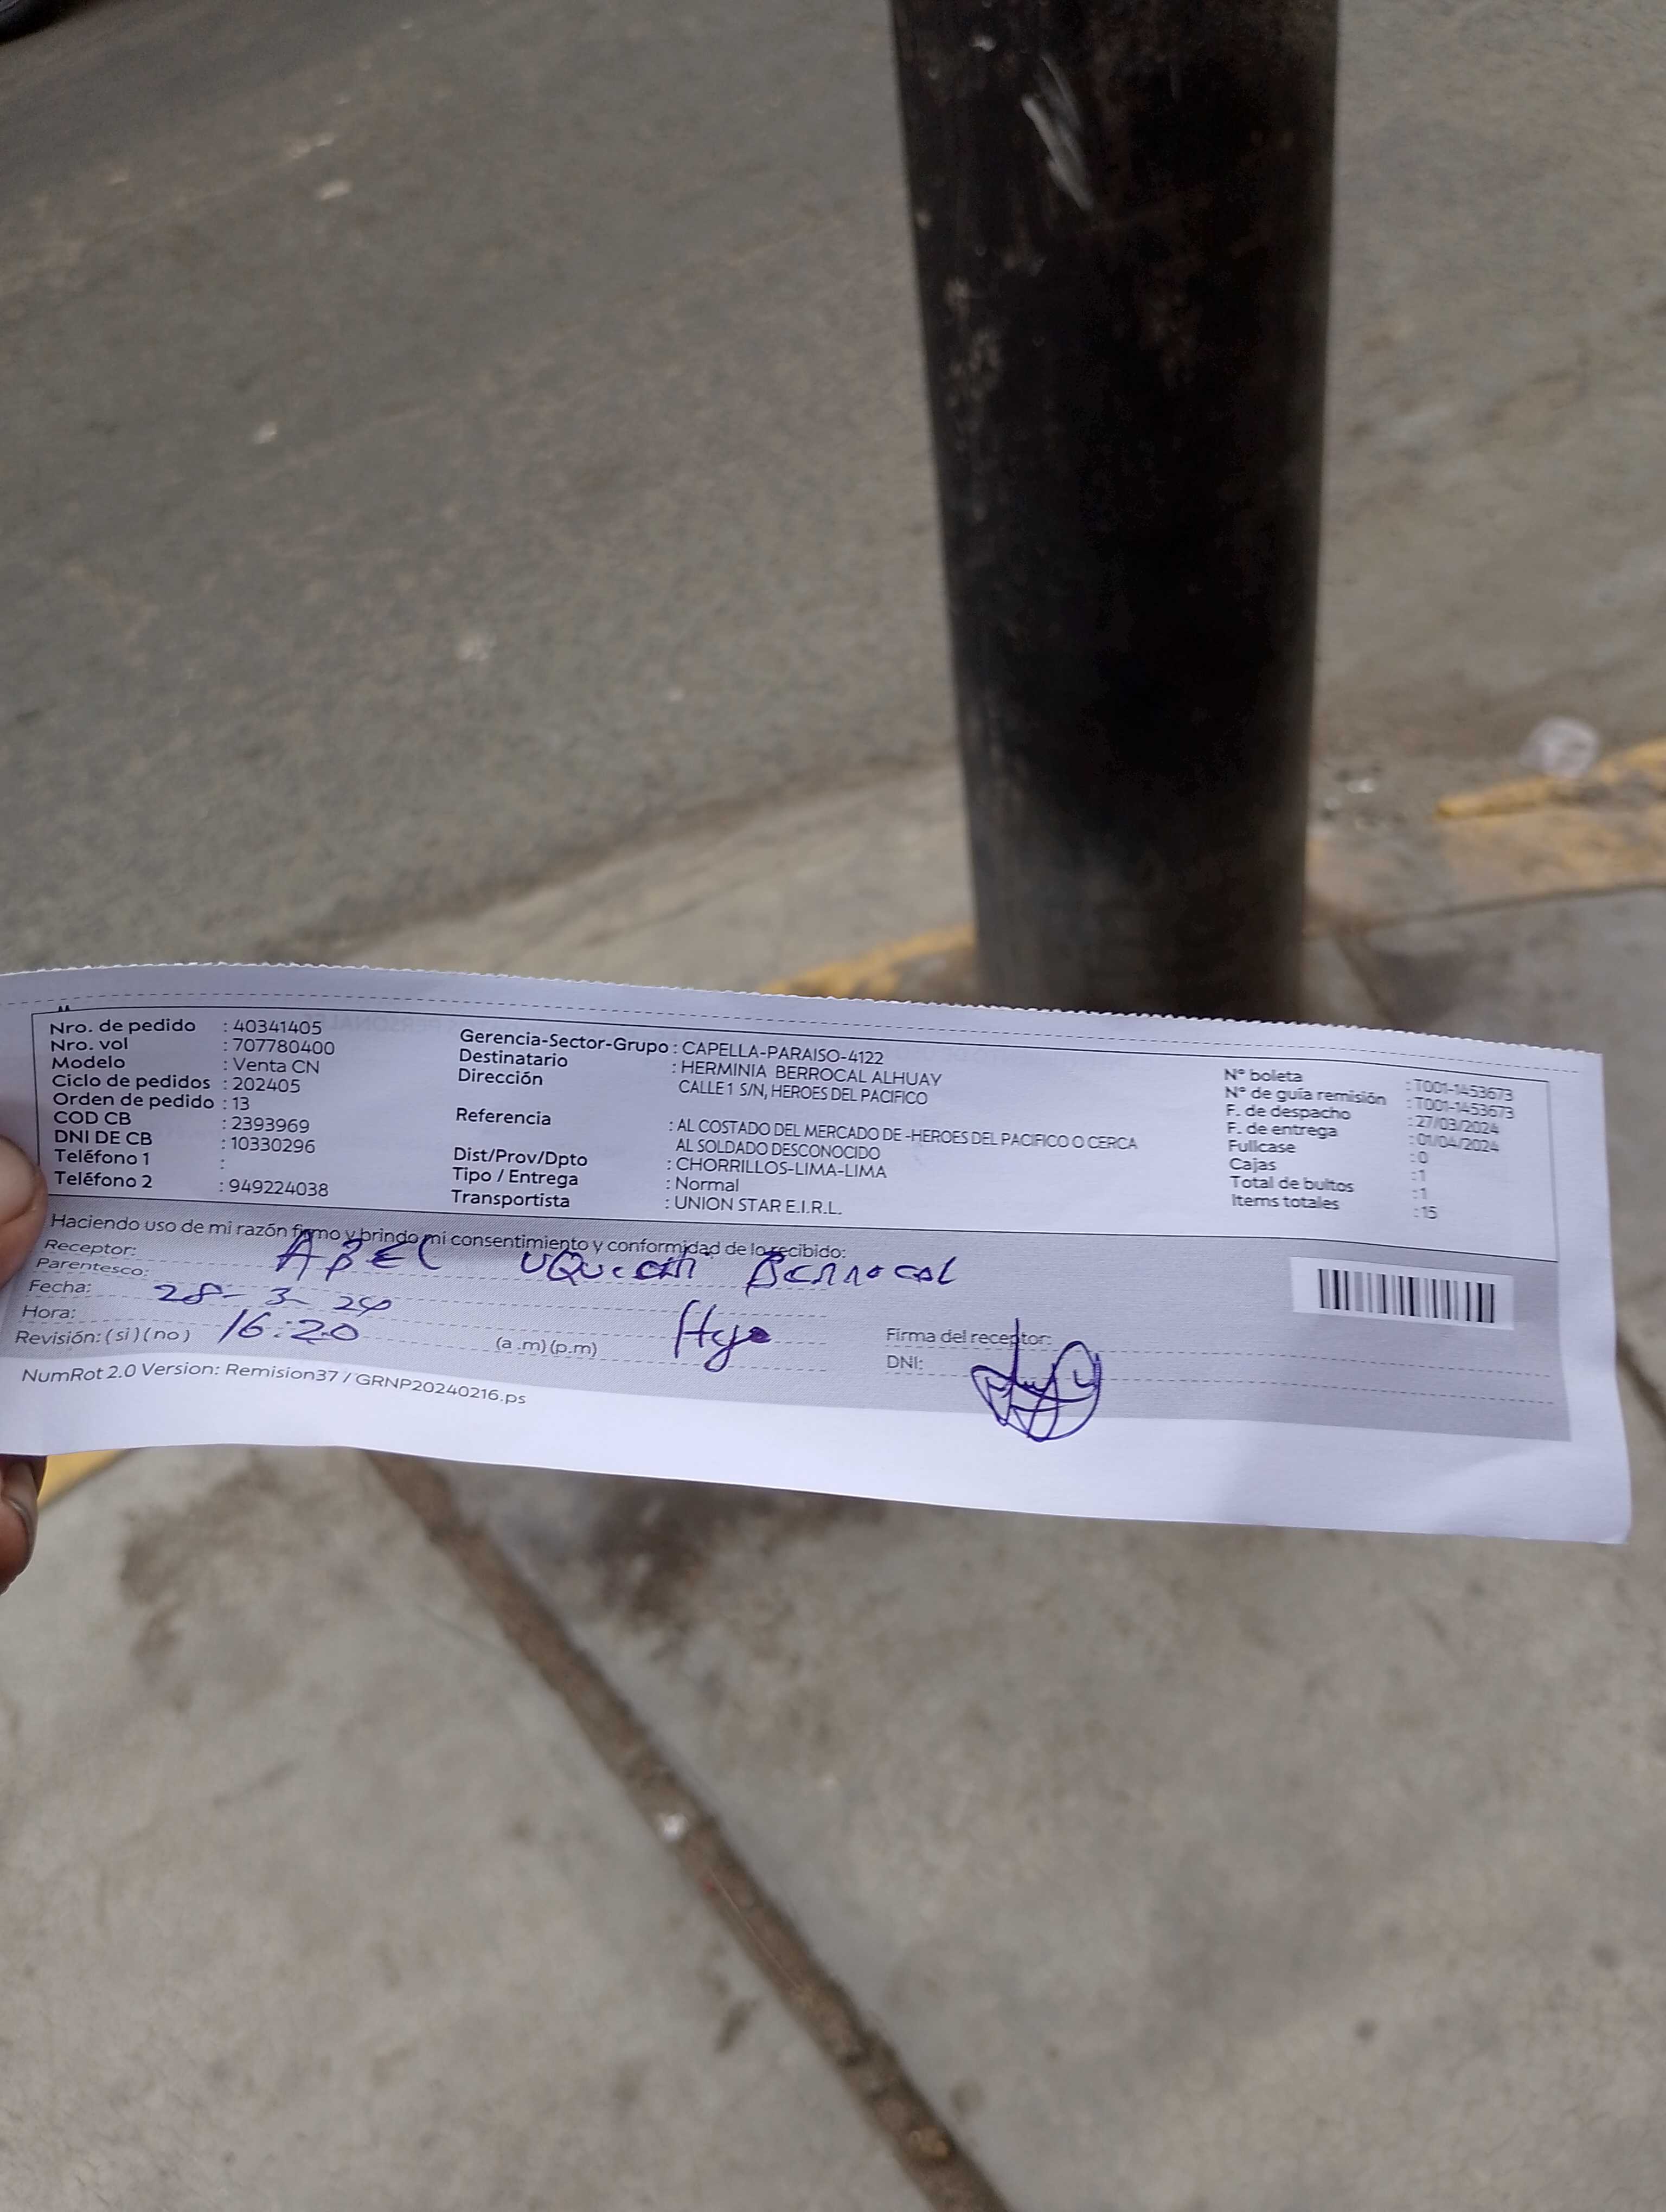 Nro. de pedido : 40341405
Nro. vol : 707780400
Modelo : Venta CN
Ciclo de pedidos : 202405
Orden de pedido : 13
COD CB : 2393969
DNI DE CB : 10330296
Teléfono 1 :
Teléfono 2 : 949224038
Gerencia-Sector-Grupo : CAPELLA-PARAISO-4122
Destinatario : HERMINIA BERROCAL ALHUAY
Dirección CALLE 1 S/N, HEROES DEL PACIFICO
Referencia : AL COSTADO DEL MERCADO DE -HEROES DEL PACIFICO O CERCA
AL SOLDADO DESCONOCIDO
Dist/Prov/Dpto : CHORRILLOS-LIMA-LIMA
Tipo / Entrega : Normal
Transportista : UNION STAR E.I.R.L.
N° boleta : T001-1453673
N° de guía remisión : T001-1453673
F. de despacho : 27/03/2024
F. de entrega : 01/04/2024
Fullcase : 0
Cajas : 1
Total de bultos : 1
Items totales : 15
Haciendo uso de mi razón firmo y brindo mi consentimiento y conformidad de lo recibido:
Receptor: ABEL Berrocal
Parentesco:
Fecha: 28-3-24
Hora: 16:20 (a.m) (p.m)
Revisión: (si) (no)
Firma del receptor:
DNI:
NumRot 2.0 Version: Remision37 / GRNP20240216.ps